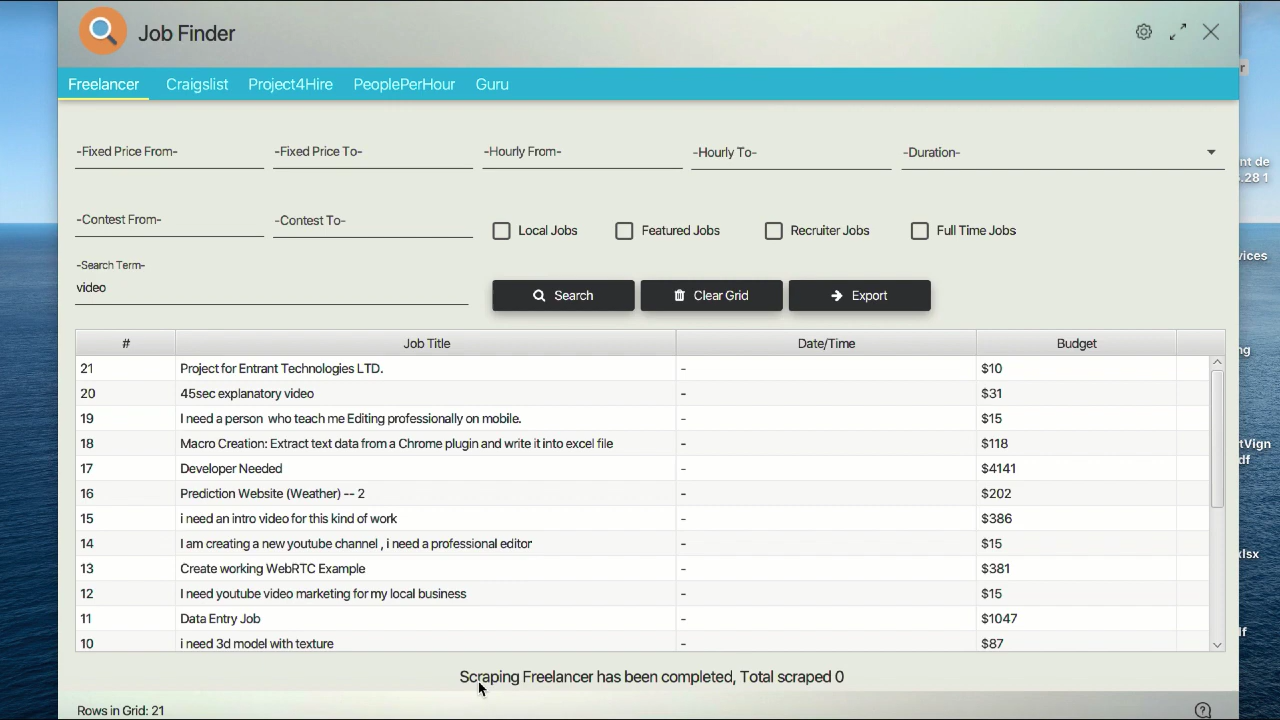 Job Finder
Freelancer Craigslist Project4Hire PeoplePerHour Guru
-Fixed Price From- -Fixed Price To- -Hourly From- -Hourly To- -Duration-
-Contest From- -Contest To- Local Jobs Featured Jobs Recruiter Jobs Full Time Jobs
-Search Term-
video Search Clear Grid Export
# Job Title Date/Time Budget
21 Project for Entrant Technologies LTD. - $10
20 45sec explanatory video - $31
19 I need a person who teach me Editing professionally on mobile. - $15
18 Macro Creation: Extract text data from a Chrome plugin and write it into excel file - $118
17 Developer Needed - $4141
16 Prediction Website (Weather) -- 2 - $202
15 i need an intro video for this kind of work - $386
14 I am creating a new youtube channel , i need a professional editor - $15
13 Create working WebRTC Example - $381
12 I need youtube video marketing for my local business - $15
11 Data Entry Job - $1047
10 i need 3d model with texture - $87
Scraping Freelancer has been completed, Total scraped 0
Rows in Grid: 21